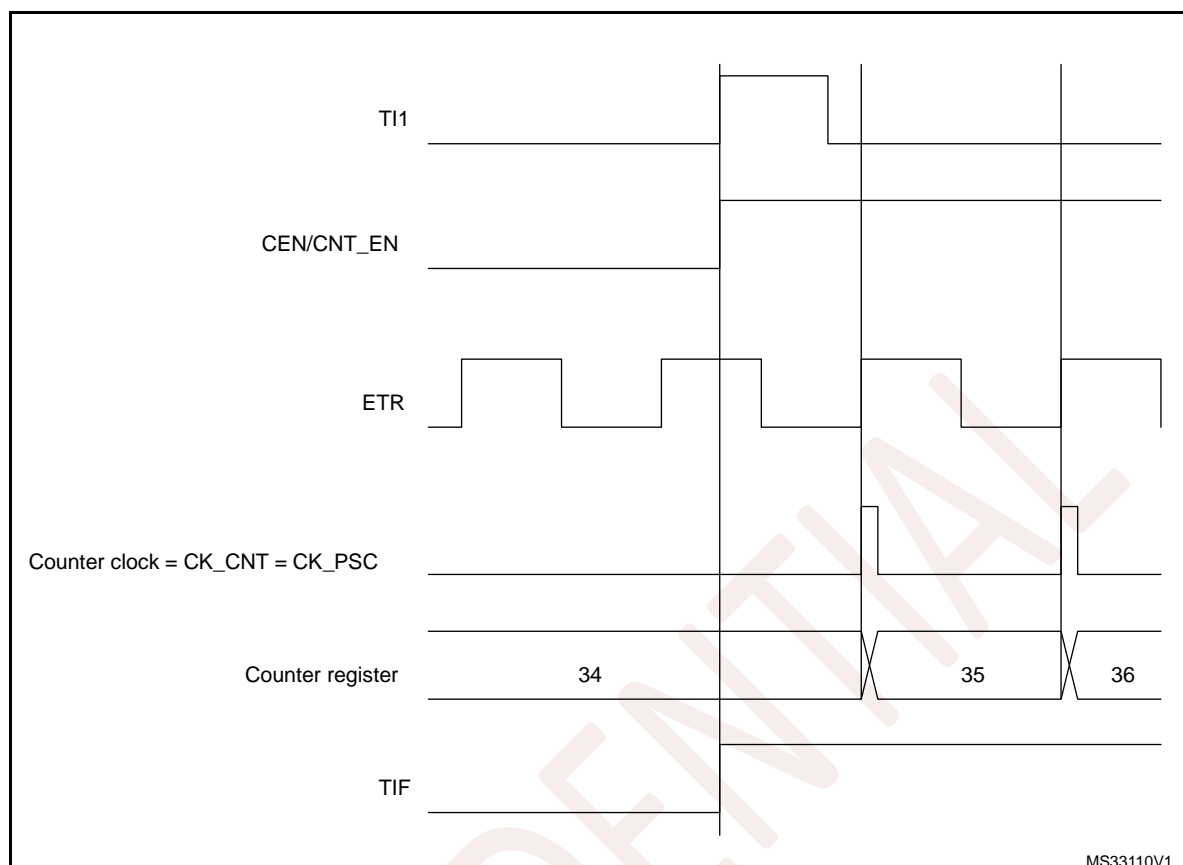 TI1
CEN/CNT_EN
ETR
Counter clock = CK_CNT = CK_PSC
Counter register 34 35 36
TIF
MS33110V1